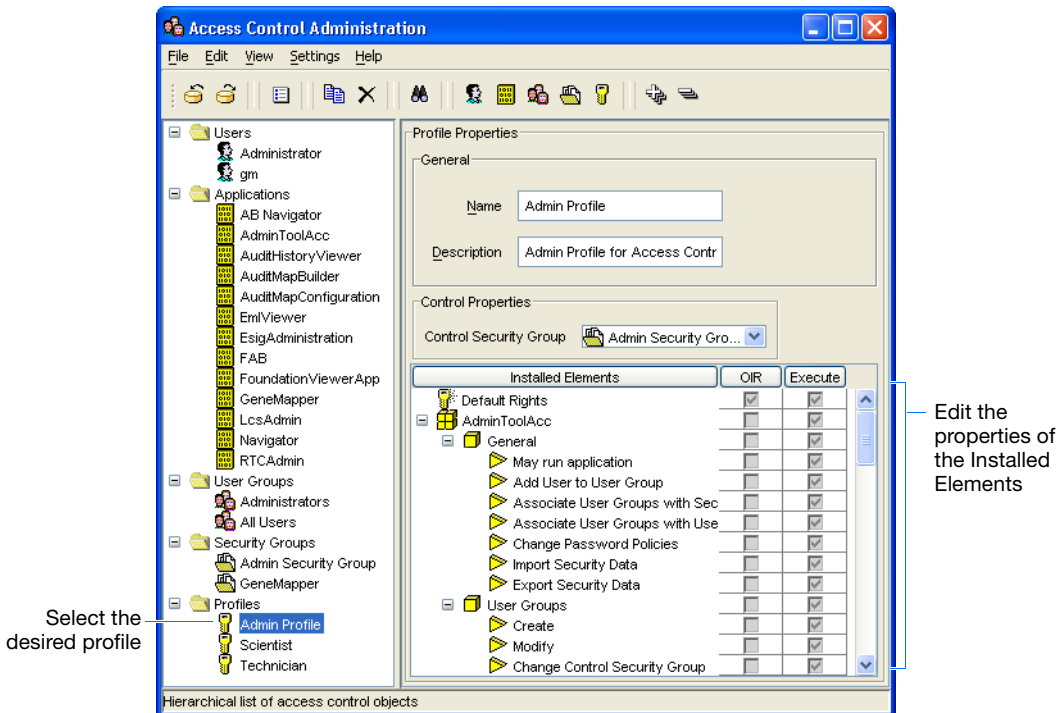 Access Control Administration
File Edit View Settings Help
Users
Administrator
gm
Applications
AB Navigator
AdminToolAcc
AuditHistoryViewer
AuditMapBuilder
AuditMapConfiguration
EmlViewer
EsigAdministration
FAB
FoundationViewerApp
GeneMapper
LcsAdmin
Navigator
RTCAdmin
User Groups
Administrators
All Users
Security Groups
Admin Security Group
GeneMapper
Profiles
Admin Profile
Scientist
Technician
Select the
desired profile
Profile Properties
General
Name Admin Profile
Description Admin Profile for Access Contr
Control Properties
Control Security Group Admin Security Gro...
Installed Elements OIR Execute
Default Rights
AdminToolAcc
General
May run application
Add User to User Group
Associate User Groups with Sec
Associate User Groups with Use
Change Password Policies
Import Security Data
Export Security Data
User Groups
Create
Modify
Change Control Security Group
Edit the
properties of
the Installed
Elements
Hierarchical list of access control objects